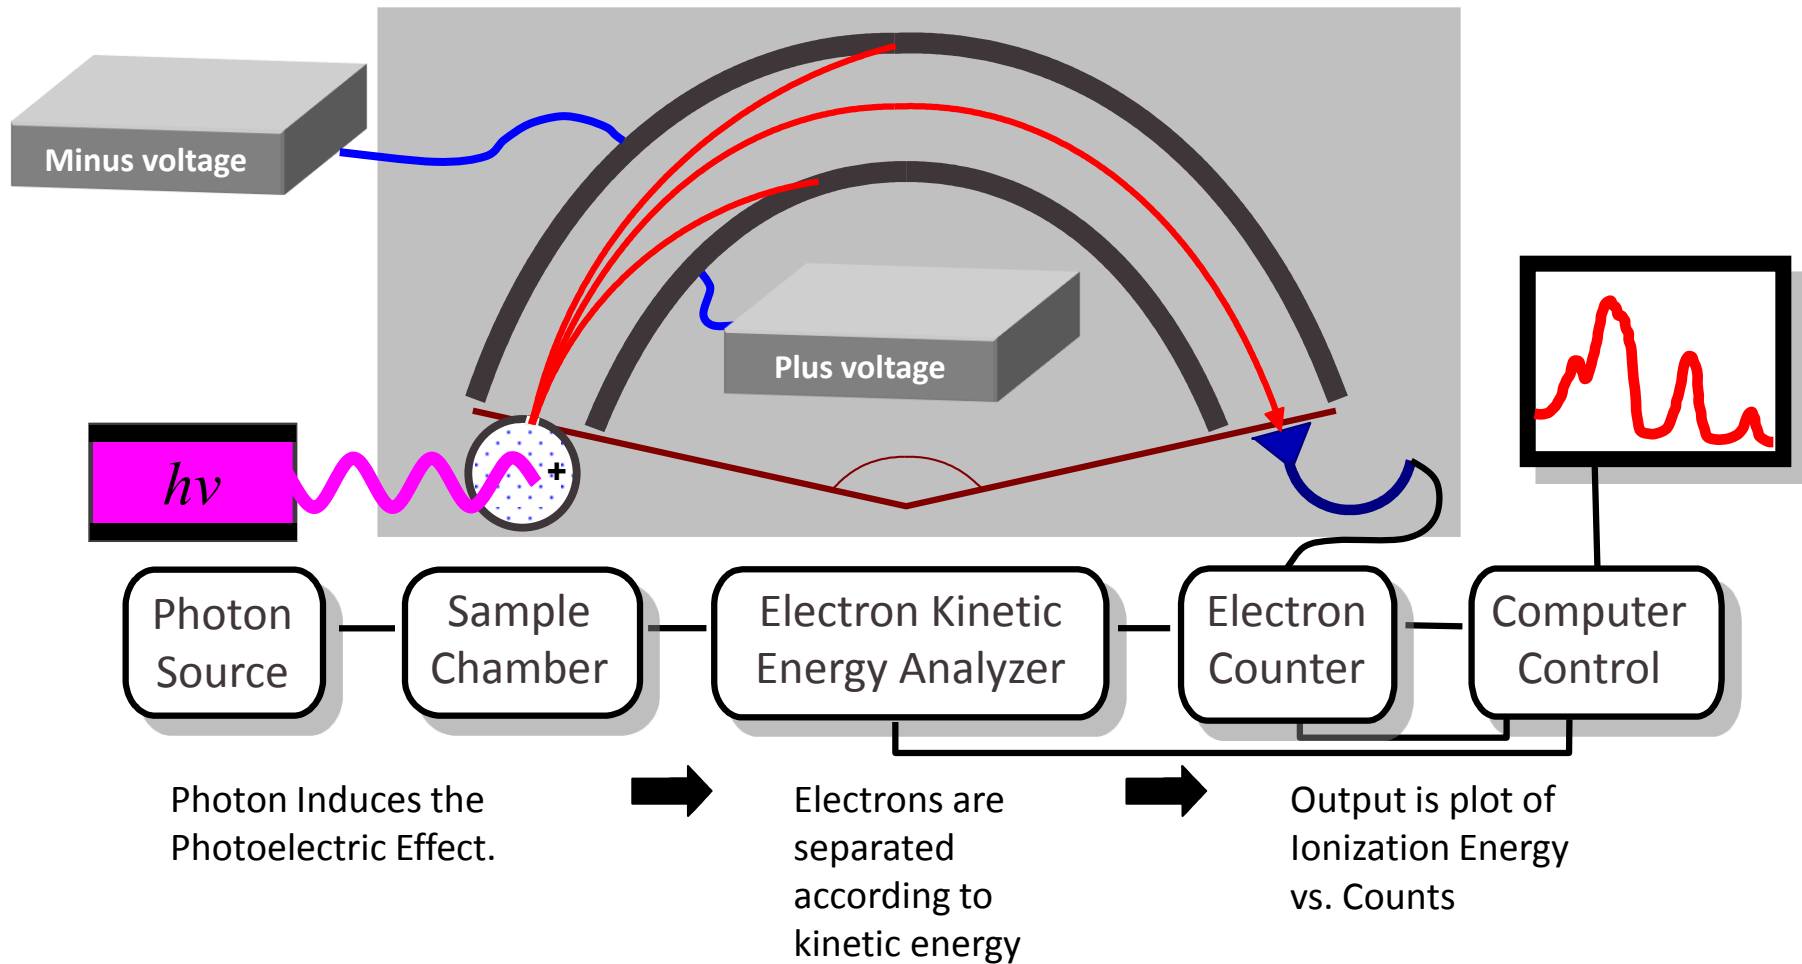 Minus voltage
Plus voltage
hν
+
Photon
Source
Sample
Chamber
Electron Kinetic
Energy Analyzer
Electron
Counter
Computer
Control
Photon Induces the
Photoelectric Effect.
Electrons are
separated
according to
kinetic energy
Output is plot of
Ionization Energy
vs. Counts